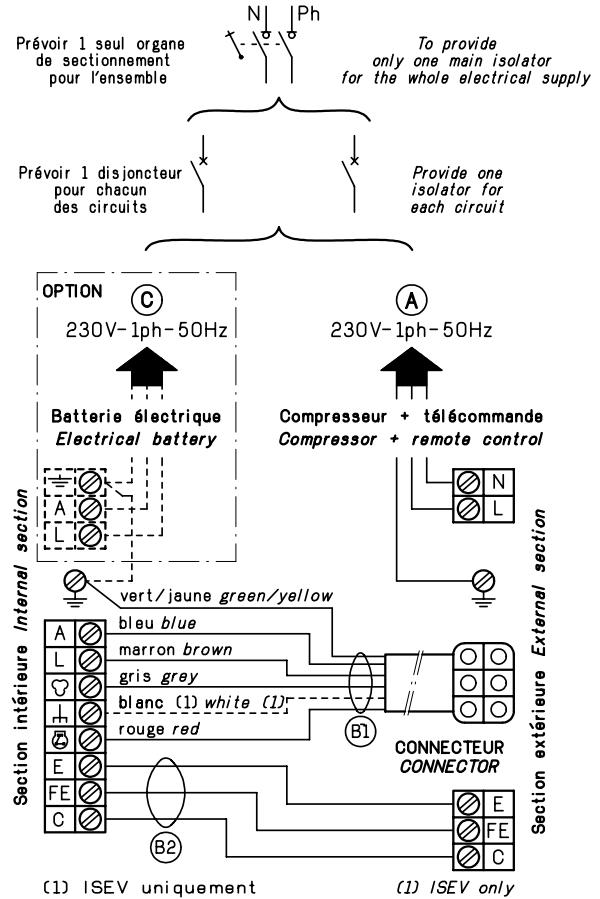 N Ph
Prévoir 1 seul organe
de sectionnement
pour l'ensemble
To provide
only one main isolator
for the whole electrical supply
Prévoir 1 disjoncteur
pour chacun
des circuits
Provide one
isolator for
each circuit
OPTION
C
230V-1ph-50Hz
A
230V-1ph-50Hz
Batterie électrique
Electrical battery
Compresseur + télécommande
Compressor + remote control
A
L
N
L
Section intérieure Internal section
Section extérieure External section
vert/jaune green/yellow
bleu blue
marron brown
gris grey
blanc (1) white (1)
rouge red
A
L
E
FE
C
B1
CONNECTEUR
CONNECTOR
B2
E
FE
C
(1) ISEV uniquement
(1) ISEV only